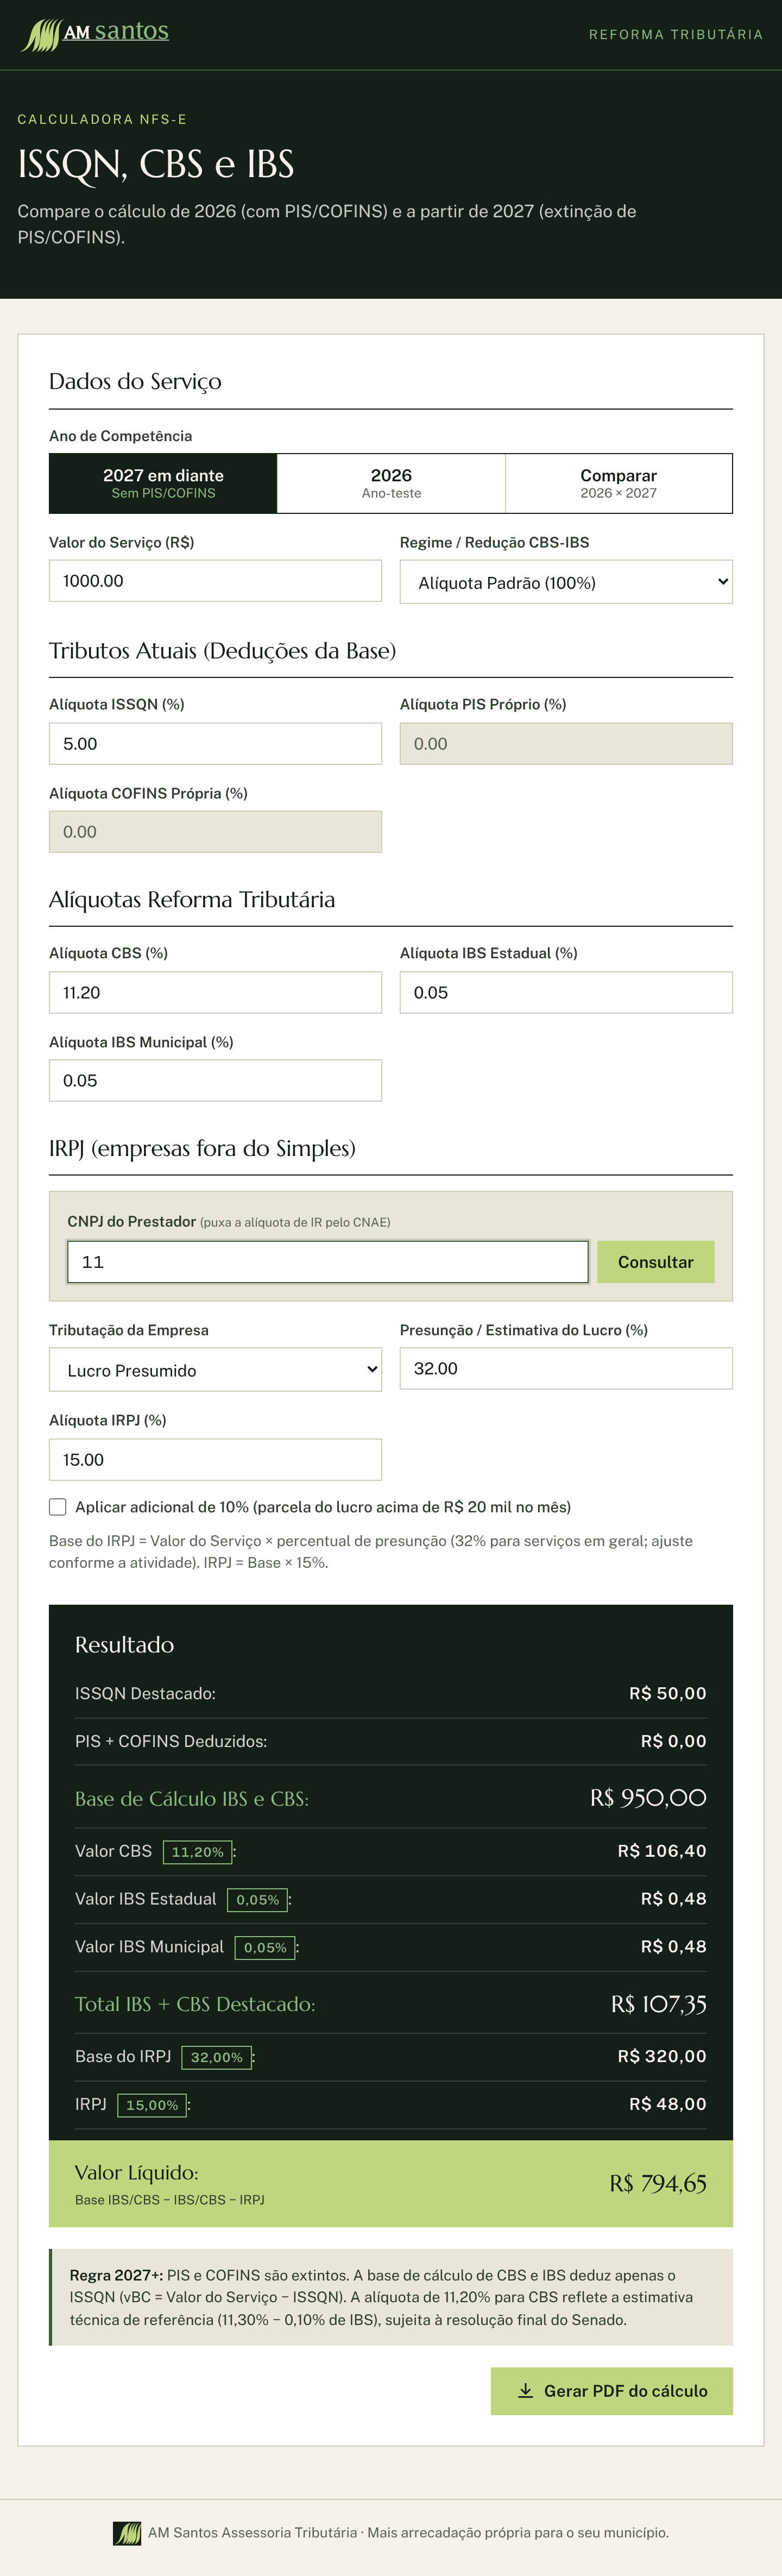 AM santos
REFORMA TRIBUTÁRIA
CALCULADORA NFS-E
ISSQN, CBS e IBS
Compare o cálculo de 2026 (com PIS/COFINS) e a partir de 2027 (extinção de
PIS/COFINS).
Dados do Serviço
Ano de Competência
2027 em diante
Sem PIS/COFINS
2026
Ano-teste
Comparar
2026 × 2027
Valor do Serviço (R$)
Regime / Redução CBS-IBS
1000.00
Alíquota Padrão (100%)
Tributos Atuais (Deduções da Base)
Alíquota ISSQN (%)
Alíquota PIS Próprio (%)
5.00
0.00
Alíquota COFINS Própria (%)
0.00
Alíquotas Reforma Tributária
Alíquota CBS (%)
Alíquota IBS Estadual (%)
11.20
0.05
Alíquota IBS Municipal (%)
0.05
IRPJ (empresas fora do Simples)
CNPJ do Prestador (puxa a alíquota de IR pelo CNAE)
11
Consultar
Tributação da Empresa
Presunção / Estimativa do Lucro (%)
Lucro Presumido
32.00
Alíquota IRPJ (%)
15.00
Aplicar adicional de 10% (parcela do lucro acima de R$ 20 mil no mês)
Base do IRPJ = Valor do Serviço × percentual de presunção (32% para serviços em geral; ajuste
conforme a atividade). IRPJ = Base × 15%.
Resultado
ISSQN Destacado: R$ 50,00
PIS + COFINS Deduzidos: R$ 0,00
Base de Cálculo IBS e CBS: R$ 950,00
Valor CBS 11,20%: R$ 106,40
Valor IBS Estadual 0,05%: R$ 0,48
Valor IBS Municipal 0,05%: R$ 0,48
Total IBS + CBS Destacado: R$ 107,35
Base do IRPJ 32,00%: R$ 320,00
IRPJ 15,00%: R$ 48,00
Valor Líquido: R$ 794,65
Base IBS/CBS − IBS/CBS − IRPJ
Regra 2027+: PIS e COFINS são extintos. A base de cálculo de CBS e IBS deduz apenas o
ISSQN (vBC = Valor do Serviço − ISSQN). A alíquota de 11,20% para CBS reflete a estimativa
técnica de referência (11,30% − 0,10% de IBS), sujeita à resolução final do Senado.
Gerar PDF do cálculo
AM Santos Assessoria Tributária · Mais arrecadação própria para o seu município.